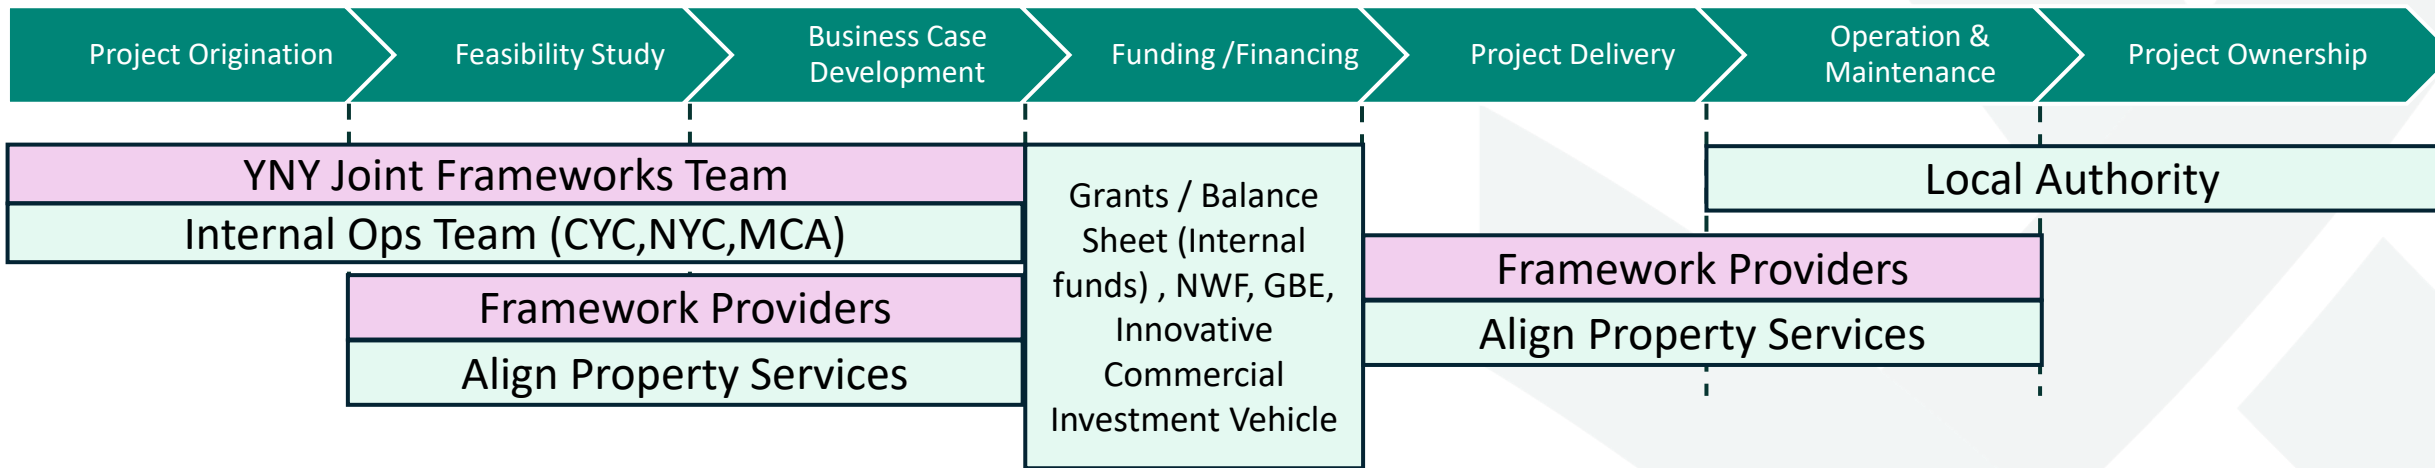 Project Origination
Feasibility Study
Business Case
Development
Funding /Financing
Project Delivery
Operation &
Maintenance
Project Ownership
YNY Joint Frameworks Team
Internal Ops Team (CYC,NYC,MCA)
Framework Providers
Align Property Services
Grants / Balance
Sheet (Internal
funds) , NWF, GBE,
Innovative
Commercial
Investment Vehicle
Local Authority
Framework Providers
Align Property Services